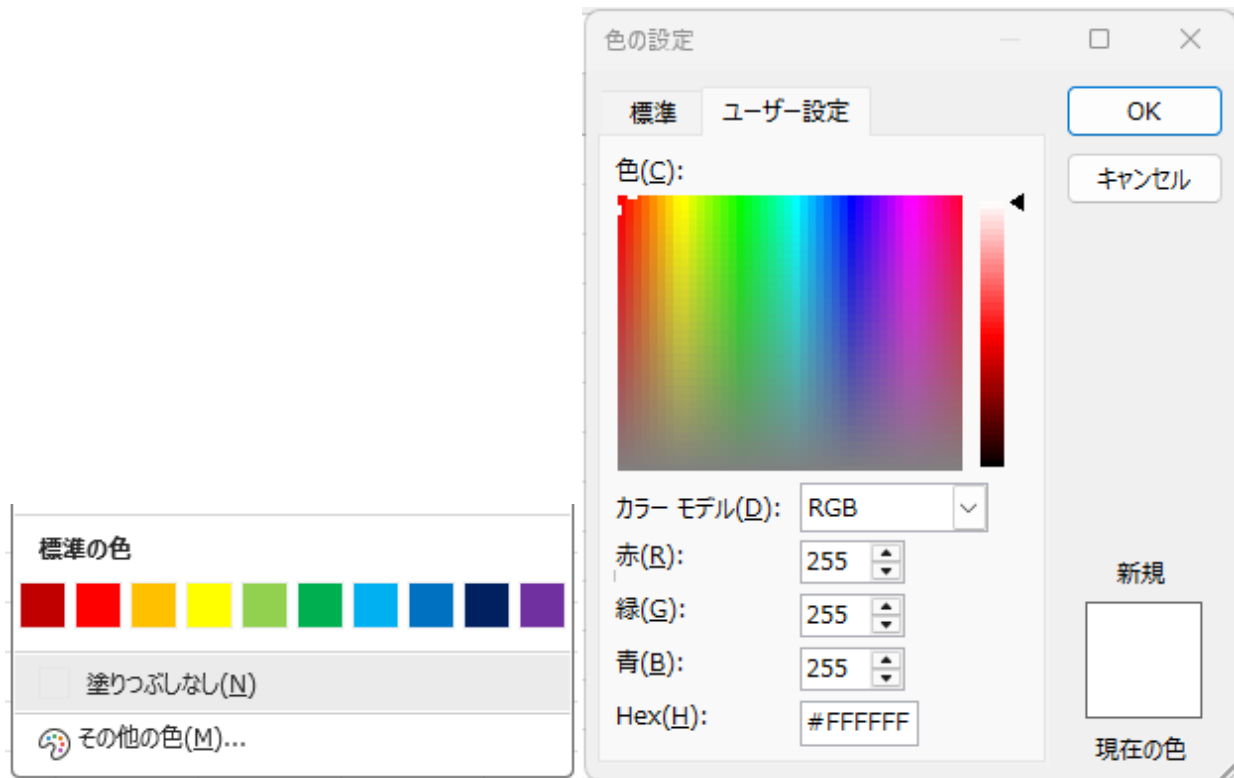 標準の色
塗りつぶしなし(N)
その他の色(M)...
色の設定
標準 ユーザー設定
OK
キャンセル
色(C):
カラー モデル(D): RGB
赤(R): 255
緑(G): 255
青(B): 255
Hex(H): #FFFFFF
新規
現在の色